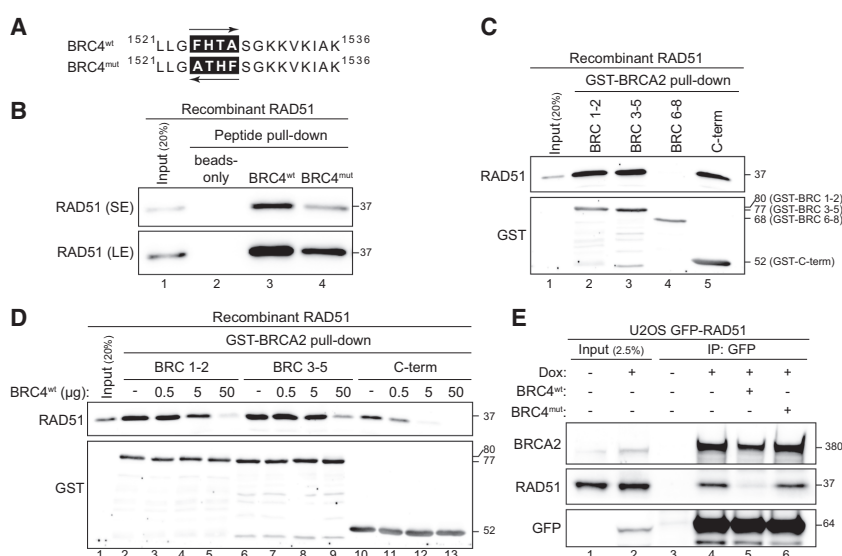 A
BRC4wt 1521LLGFHTASGKKVKIAK1536
BRC4mut 1521LLGATHFSGKKVKIAK1536
B
Recombinant RAD51
Peptide pull-down
Input (20%)
beads-only
BRC4wt
BRC4mut
RAD51 (SE)
37
RAD51 (LE)
37
1 2 3 4
C
Recombinant RAD51
GST-BRCA2 pull-down
Input (20%)
BRC 1-2
BRC 3-5
BRC 6-8
C-term
RAD51
37
GST
80 (GST-BRC 1-2)
77 (GST-BRC 3-5)
68 (GST-BRC 6-8)
52 (GST-C-term)
1 2 3 4 5
D
Recombinant RAD51
GST-BRCA2 pull-down
Input (20%)
BRC 1-2 BRC 3-5 C-term
BRC4wt (µg): - 0.5 5 50 - 0.5 5 50 - 0.5 5 50
RAD51
37
GST
80
77
52
1 2 3 4 5 6 7 8 9 10 11 12 13
E
U2OS GFP-RAD51
Input (2.5%) IP: GFP
Dox: - + - + + +
BRC4wt: - - - - + -
BRC4mut: - - - - - +
BRCA2
380
RAD51
37
GFP
64
1 2 3 4 5 6